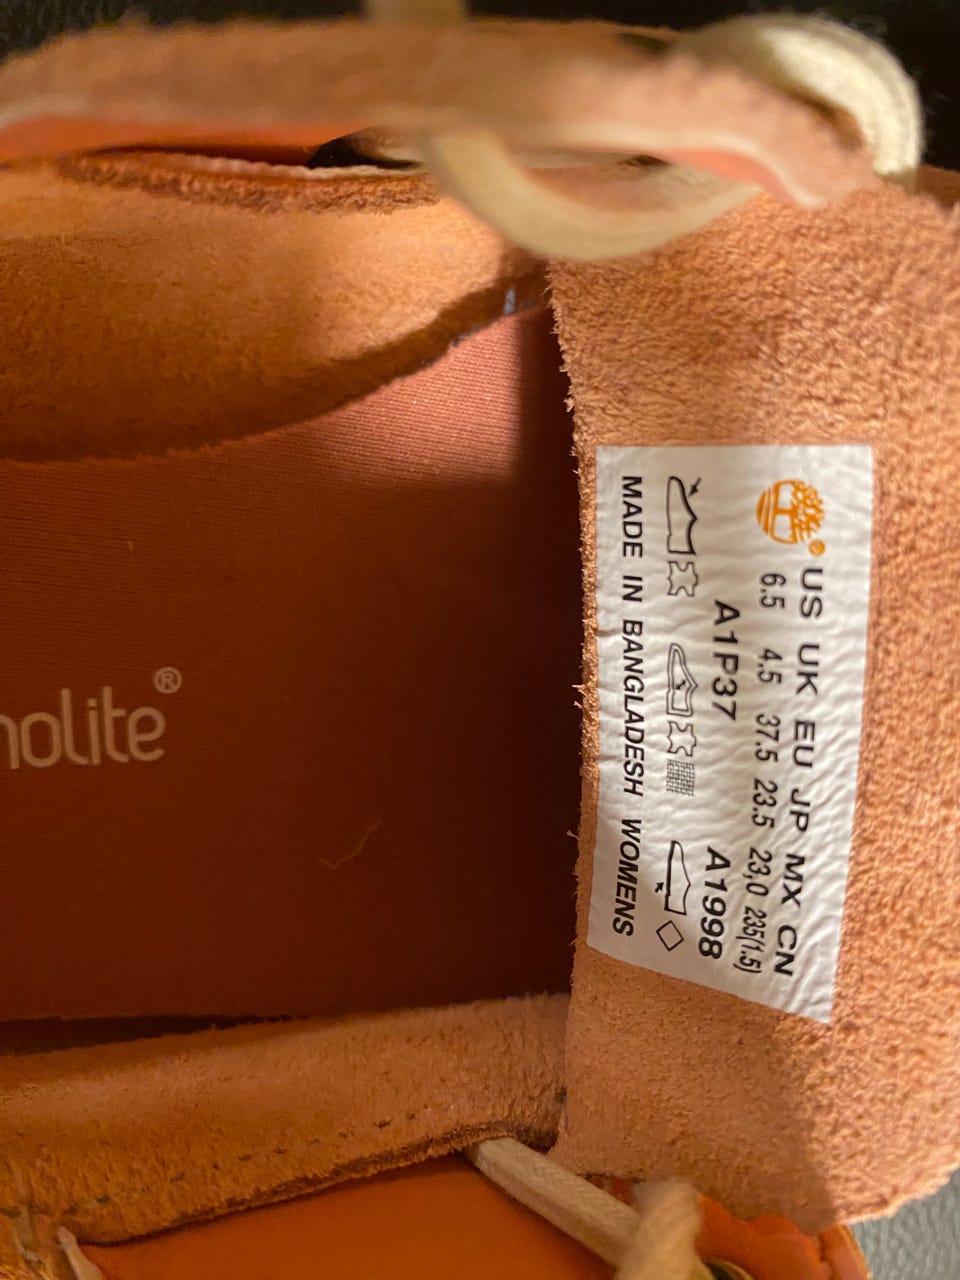 US UK EU JP MX CN
6.5 4.5 37.5 23.5 23,0 235(1.5)
A1P37 A1998
MADE IN BANGLADESH WOMENS
nolite®